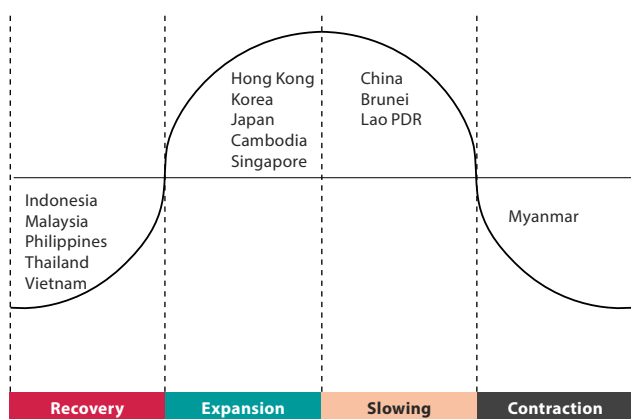 Hong Kong
Korea
Japan
Cambodia
Singapore
China
Brunei
Lao PDR
Indonesia
Malaysia
Philippines
Thailand
Vietnam
Myanmar
Recovery
Expansion
Slowing
Contraction